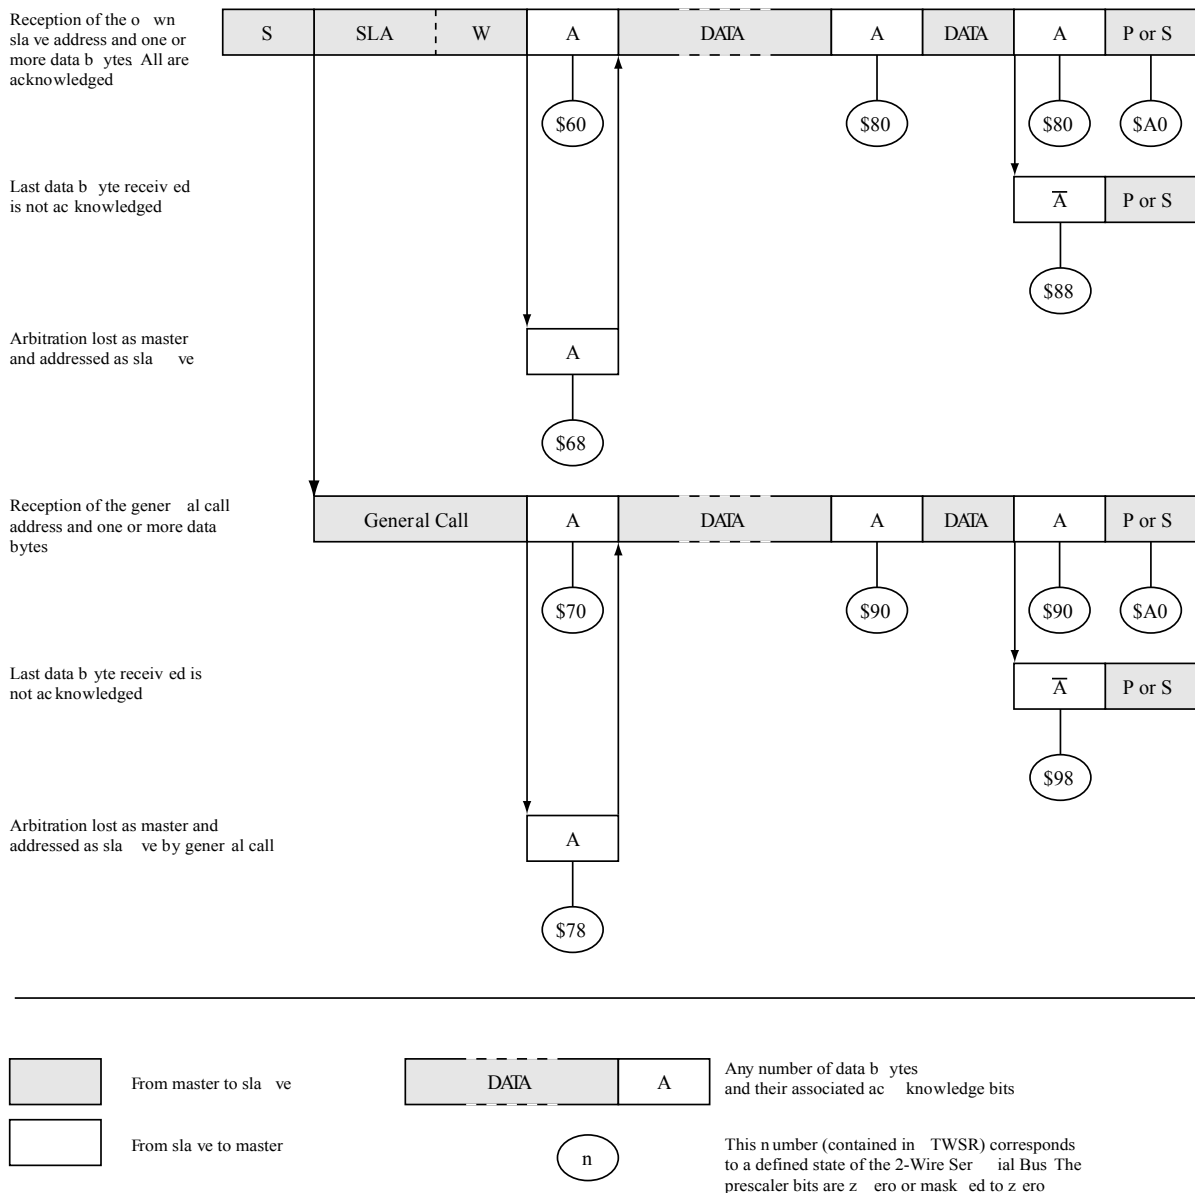 Reception of the o wn
sla ve address and one or
more data b ytes. All are
acknowledged
S SLA W A DATA A DATA A P or S
$60 $80 $80 $A0
Last data b yte receiv ed
is not ac knowledged
A P or S
$88
Arbitration lost as master
and addressed as sla ve
A
$68
Reception of the gener al call
address and one or more data
bytes
General Call A DATA A DATA A P or S
$70 $90 $90 $A0
Last data b yte receiv ed is
not ac knowledged
A P or S
$98
Arbitration lost as master and
addressed as sla ve by gener al call
A
$78
From master to sla ve
DATA A
Any number of data b ytes
and their associated ac knowledge bits
From sla ve to master
n
This n umber (contained in TWSR) corresponds
to a defined state of the 2-Wire Ser ial Bus The
prescaler bits are z ero or mask ed to z ero